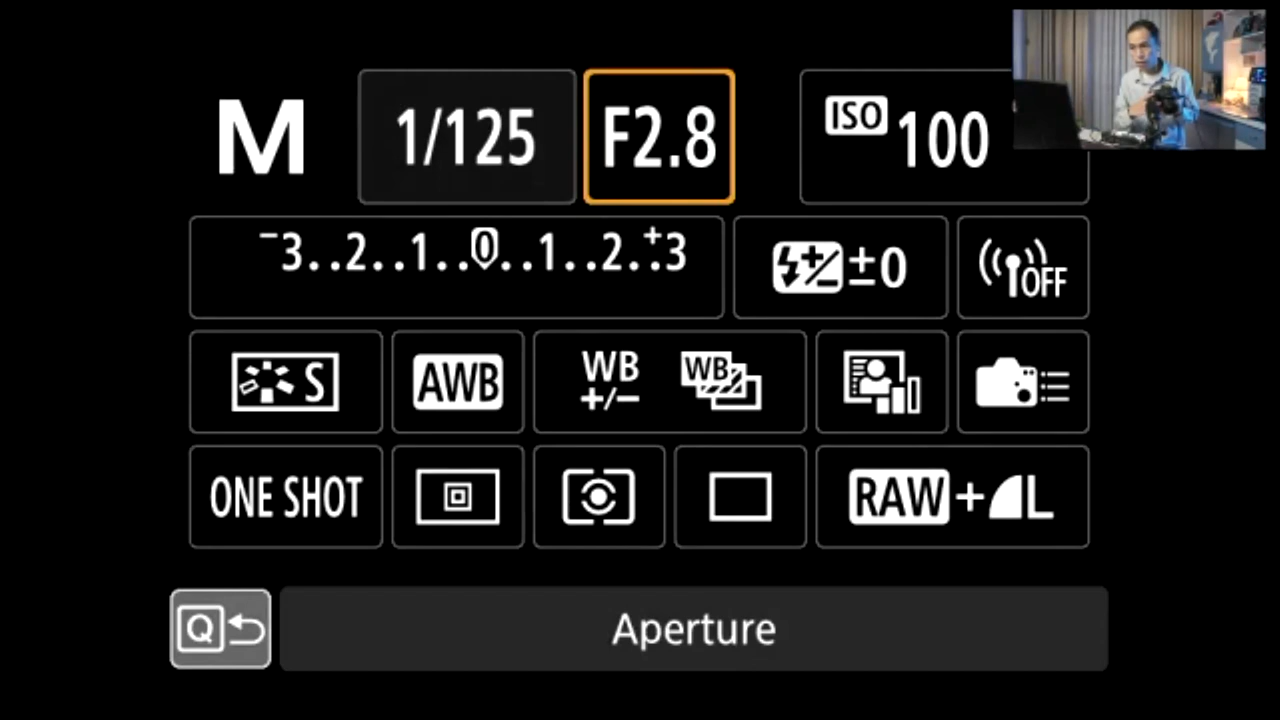 M 1/125 F2.8 ISO 100
-3..2..1..0..1..2..+3 ±0 OFF
S AWB WB +/- WB
ONE SHOT RAW+L
Q Aperture